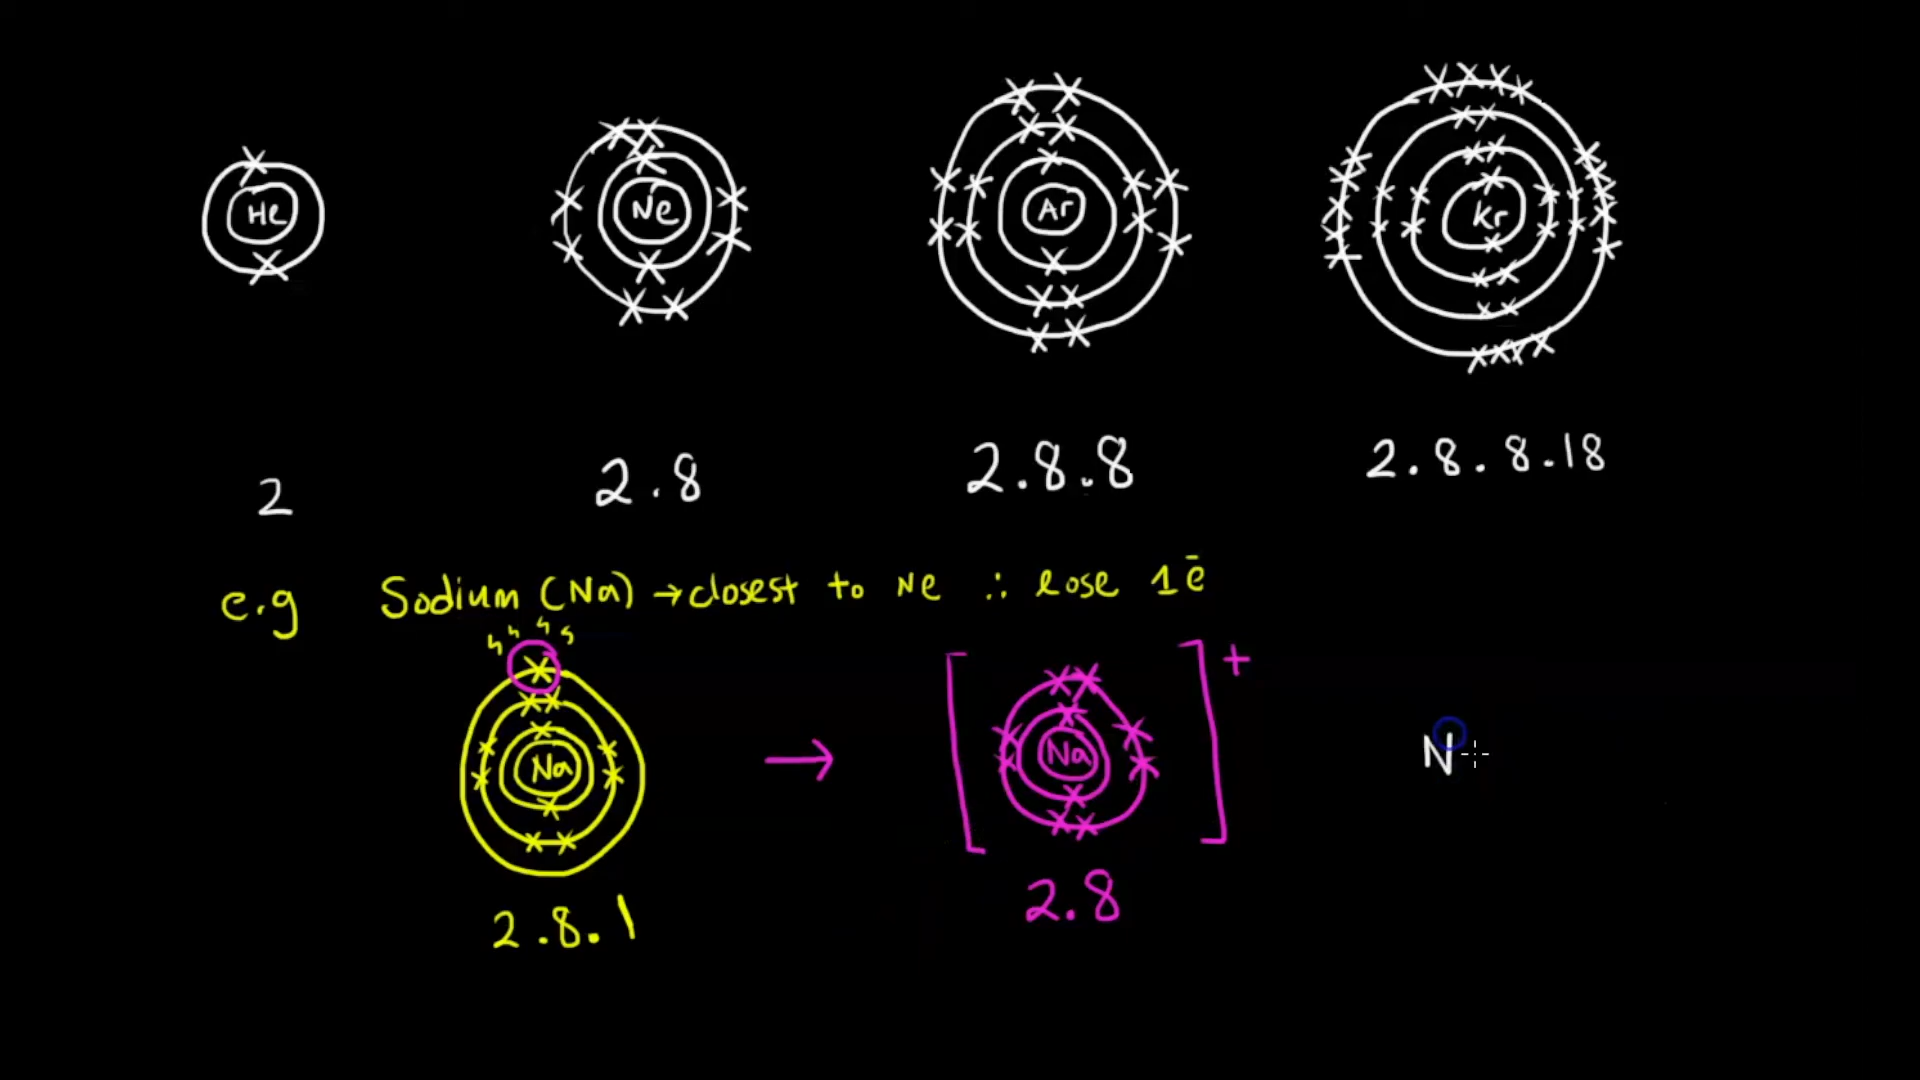 He Ne Ar Kr
2 2.8 2.8.8 2.8.8.18
e.g Sodium (Na) → closest to Ne ∴ lose 1ē
Na → [Na]+ N
2.8.1 2.8